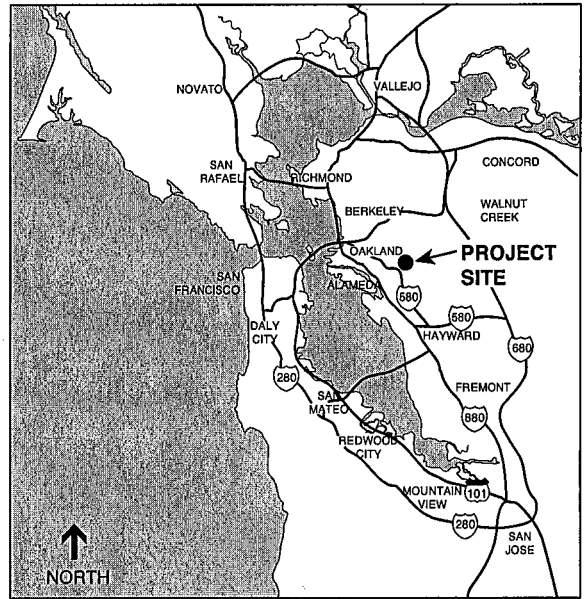 NOVATO
VALLEJO
SAN
RAFAEL
RICHMOND
CONCORD
WALNUT
CREEK
BERKELEY
OAKLAND
PROJECT
SITE
ALAMEDA
SAN
FRANCISCO
580
580
HAYWARD
680
DALY
CITY
280
FREMONT
SAN
MATEO
880
REDWOOD
CITY
MOUNTAIN
VIEW
101
280
SAN
JOSE
NORTH